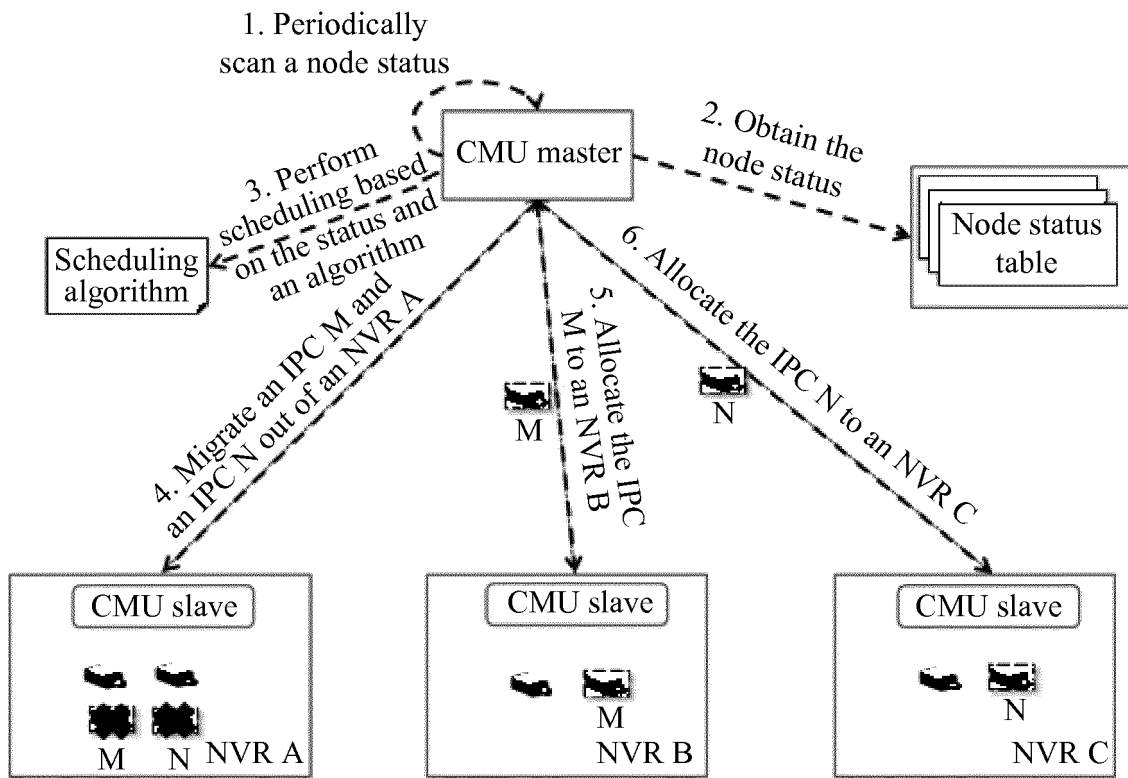 1. Periodically
scan a node status
CMU master
2. Obtain the
node status
3. Perform
scheduling based
on the status and
an algorithm
Scheduling
algorithm
Node status
table
4. Migrate an IPC M and
an IPC N out of an NVR A
5. Allocate the IPC
M to an NVR B
6. Allocate the IPC N to an NVR C
M
N
CMU slave
M N
NVR A
CMU slave
M
NVR B
CMU slave
N
NVR C